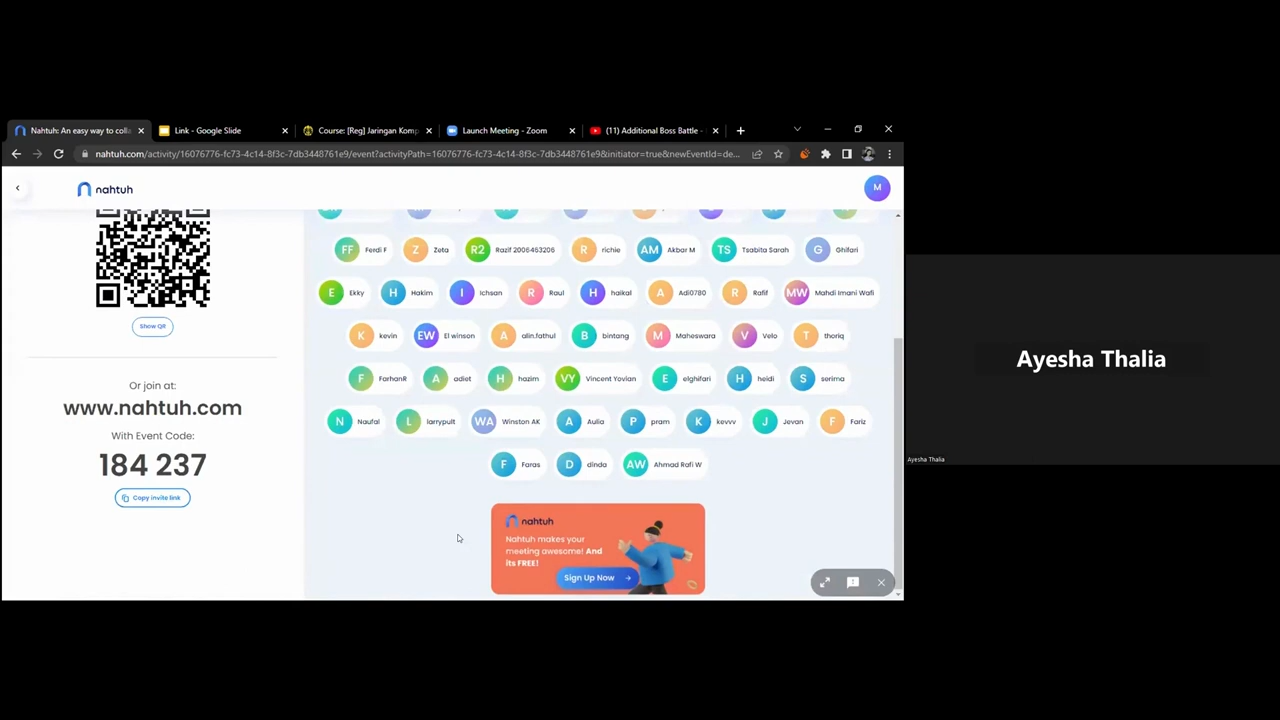 Nahtuh: An easy way to colla
Link - Google Slide
Course: [Reg] Jaringan Komp
Launch Meeting - Zoom
(11) Additional Boss Battle -
nahtuh.com/activity/16076776-fc73-4c14-8f3c-7db3448761e9/event?activityPath=16076776-fc73-4c14-8f3c-7db3448761e9&initiator=true&newEventId=de...
nahtuh
M
FF Ferdi F
Z Zeta
R2 Razif 2006463206
R richie
AM Akbar M
TS Tsabita Sarah
G Ghifari
E Ekky
H Hakim
I Ichsan
R Raul
H haikal
A Adi0780
R Rafif
MW Mahdi Imani Wafi
K kevin
EW El winson
A alin.fathul
B bintang
M Maheswara
V Velo
T thoriq
F FarhanR
A adiet
H hazim
VY Vincent Yovian
E elghifari
H heidi
S serima
N Naufal
L larrypult
WA Winston AK
A Aulia
P pram
K kevvv
J Jevan
F Fariz
F Faras
D dinda
AW Ahmad Rafi W
Show QR
Or join at:
www.nahtuh.com
With Event Code:
184 237
Copy invite link
nahtuh
Nahtuh makes your
meeting awesome! And
its FREE!
Sign Up Now
Ayesha Thalia
Ayesha Thalia